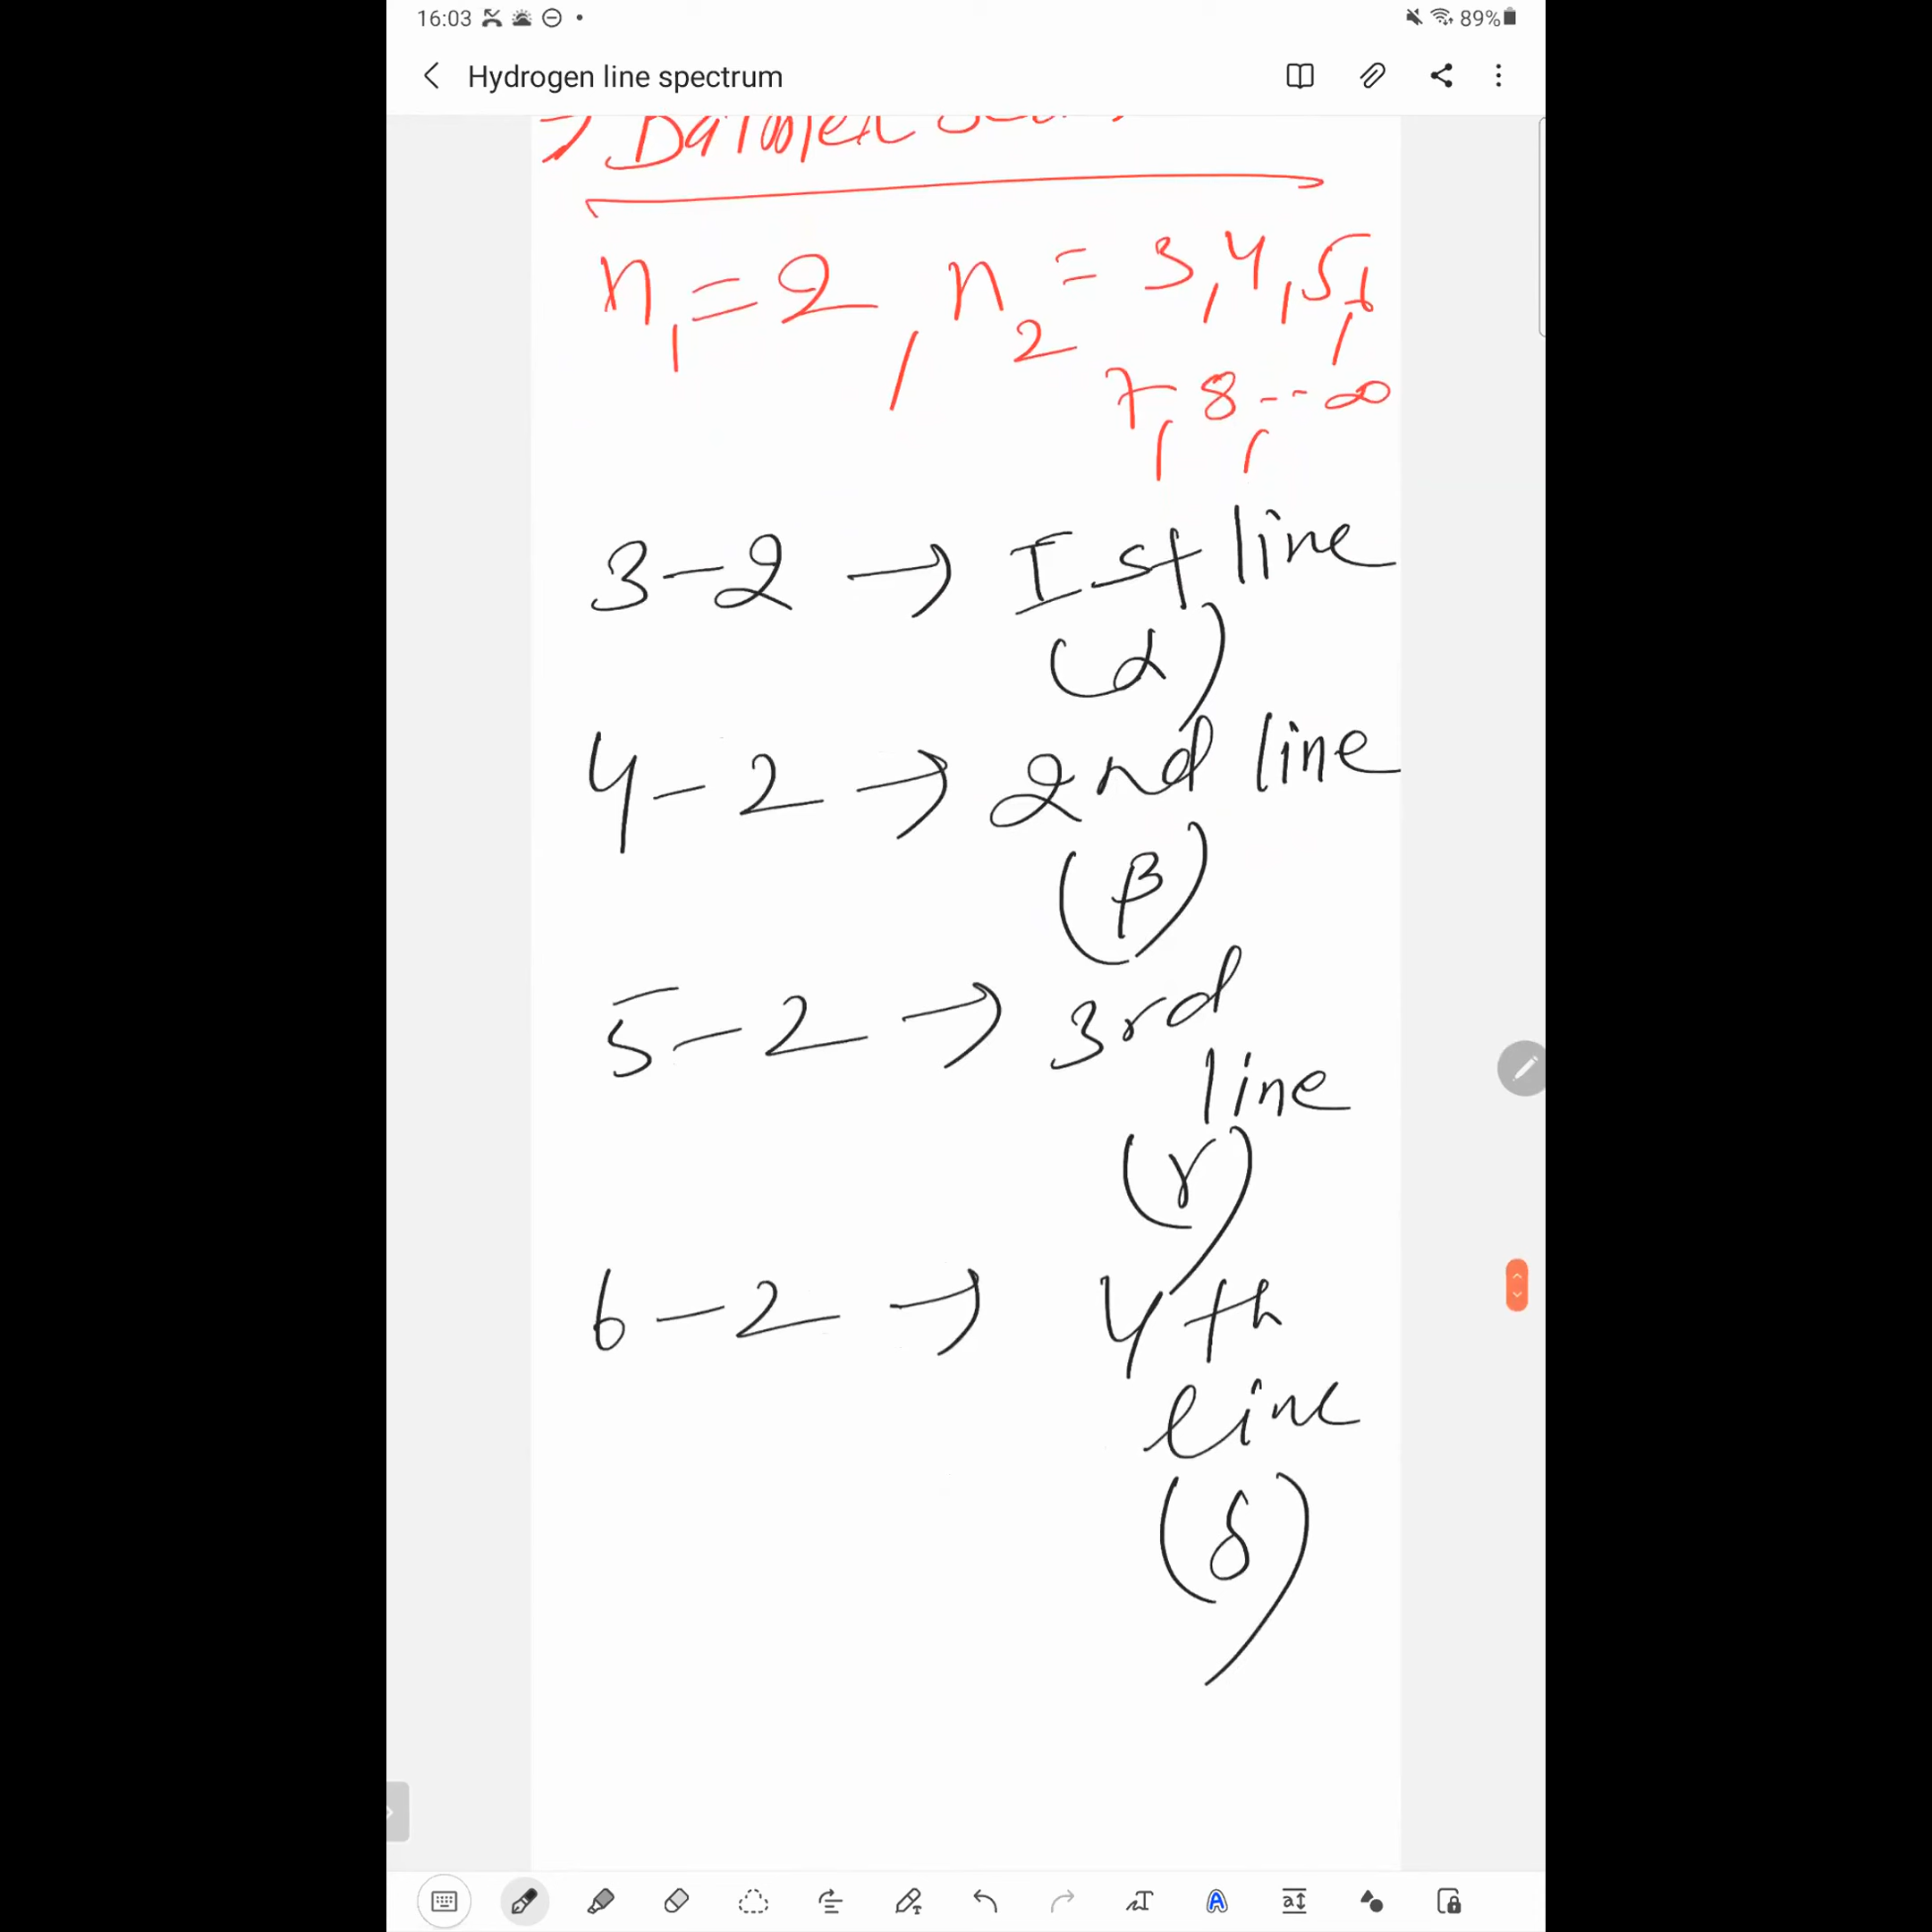 16:03
89%
Hydrogen line spectrum
n₁ = 2, n₂ = 3, 4, 5, 6,
7, 8, -- ∞
3 - 2 → Ist line
(α)
4 - 2 → 2nd line
(β)
5 - 2 → 3rd
line
(γ)
6 - 2 → 4th
line
(δ)